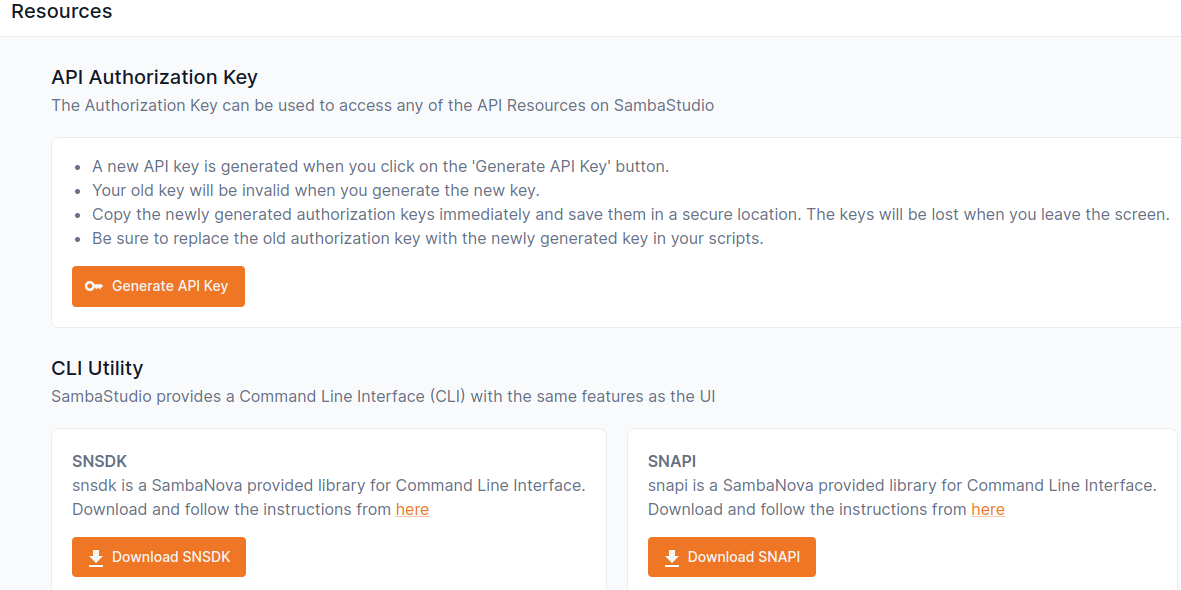 Resources
API Authorization Key
The Authorization Key can be used to access any of the API Resources on SambaStudio
• A new API key is generated when you click on the 'Generate API Key' button.
• Your old key will be invalid when you generate the new key.
• Copy the newly generated authorization keys immediately and save them in a secure location. The keys will be lost when you leave the screen.
• Be sure to replace the old authorization key with the newly generated key in your scripts.
Generate API Key
CLI Utility
SambaStudio provides a Command Line Interface (CLI) with the same features as the UI
SNSDK
snsdk is a SambaNova provided library for Command Line Interface.
Download and follow the instructions from here
Download SNSDK
SNAPI
snapi is a SambaNova provided library for Command Line Interface.
Download and follow the instructions from here
Download SNAPI